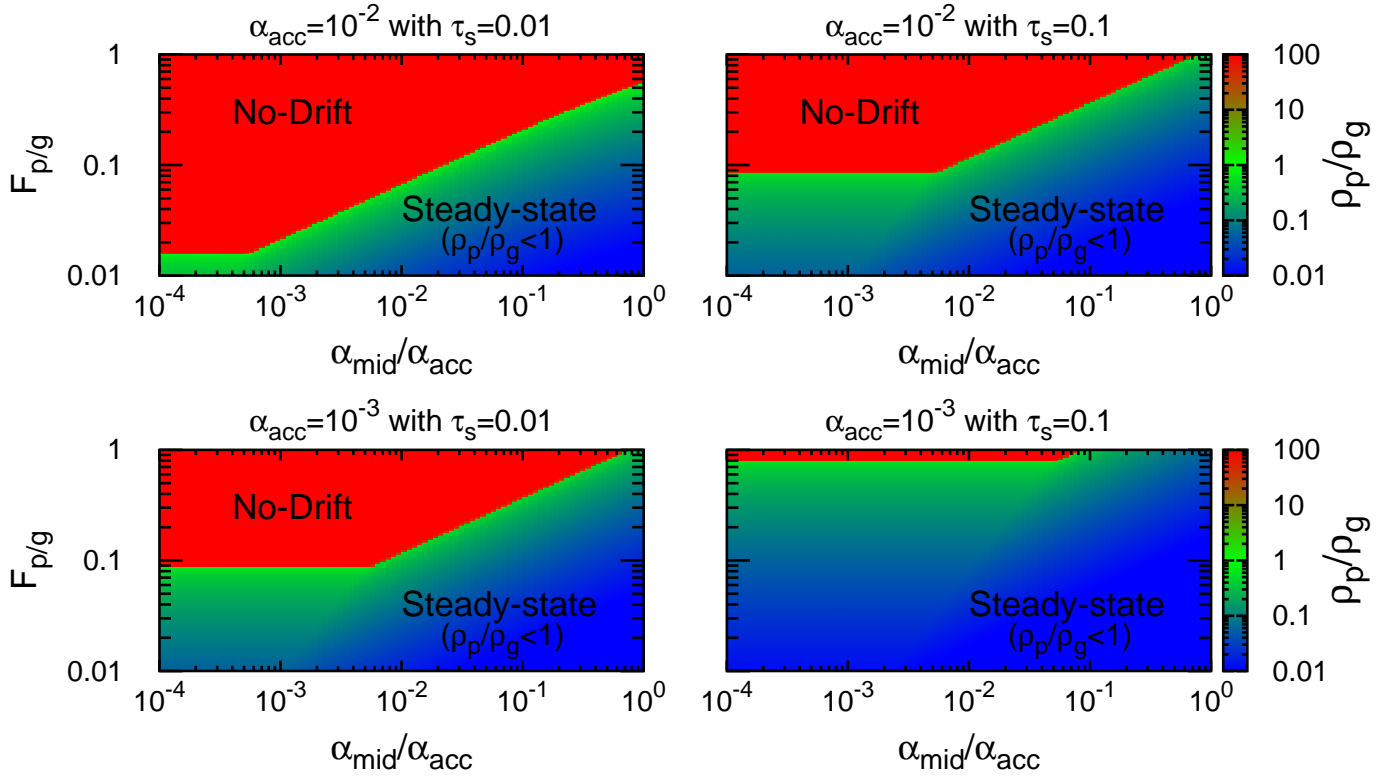 α_acc=10^-2 with τ_s=0.01
F_p/g
1
0.1
0.01
No-Drift
Steady-state
(ρ_p/ρ_g<1)
10^-4 10^-3 10^-2 10^-1 10^0
α_mid/α_acc
α_acc=10^-2 with τ_s=0.1
No-Drift
Steady-state
(ρ_p/ρ_g<1)
10^-4 10^-3 10^-2 10^-1 10^0
α_mid/α_acc
100
10
1
0.1
0.01
ρ_p/ρ_g
α_acc=10^-3 with τ_s=0.01
F_p/g
1
0.1
0.01
No-Drift
Steady-state
(ρ_p/ρ_g<1)
10^-4 10^-3 10^-2 10^-1 10^0
α_mid/α_acc
α_acc=10^-3 with τ_s=0.1
Steady-state
(ρ_p/ρ_g<1)
10^-4 10^-3 10^-2 10^-1 10^0
α_mid/α_acc
100
10
1
0.1
0.01
ρ_p/ρ_g